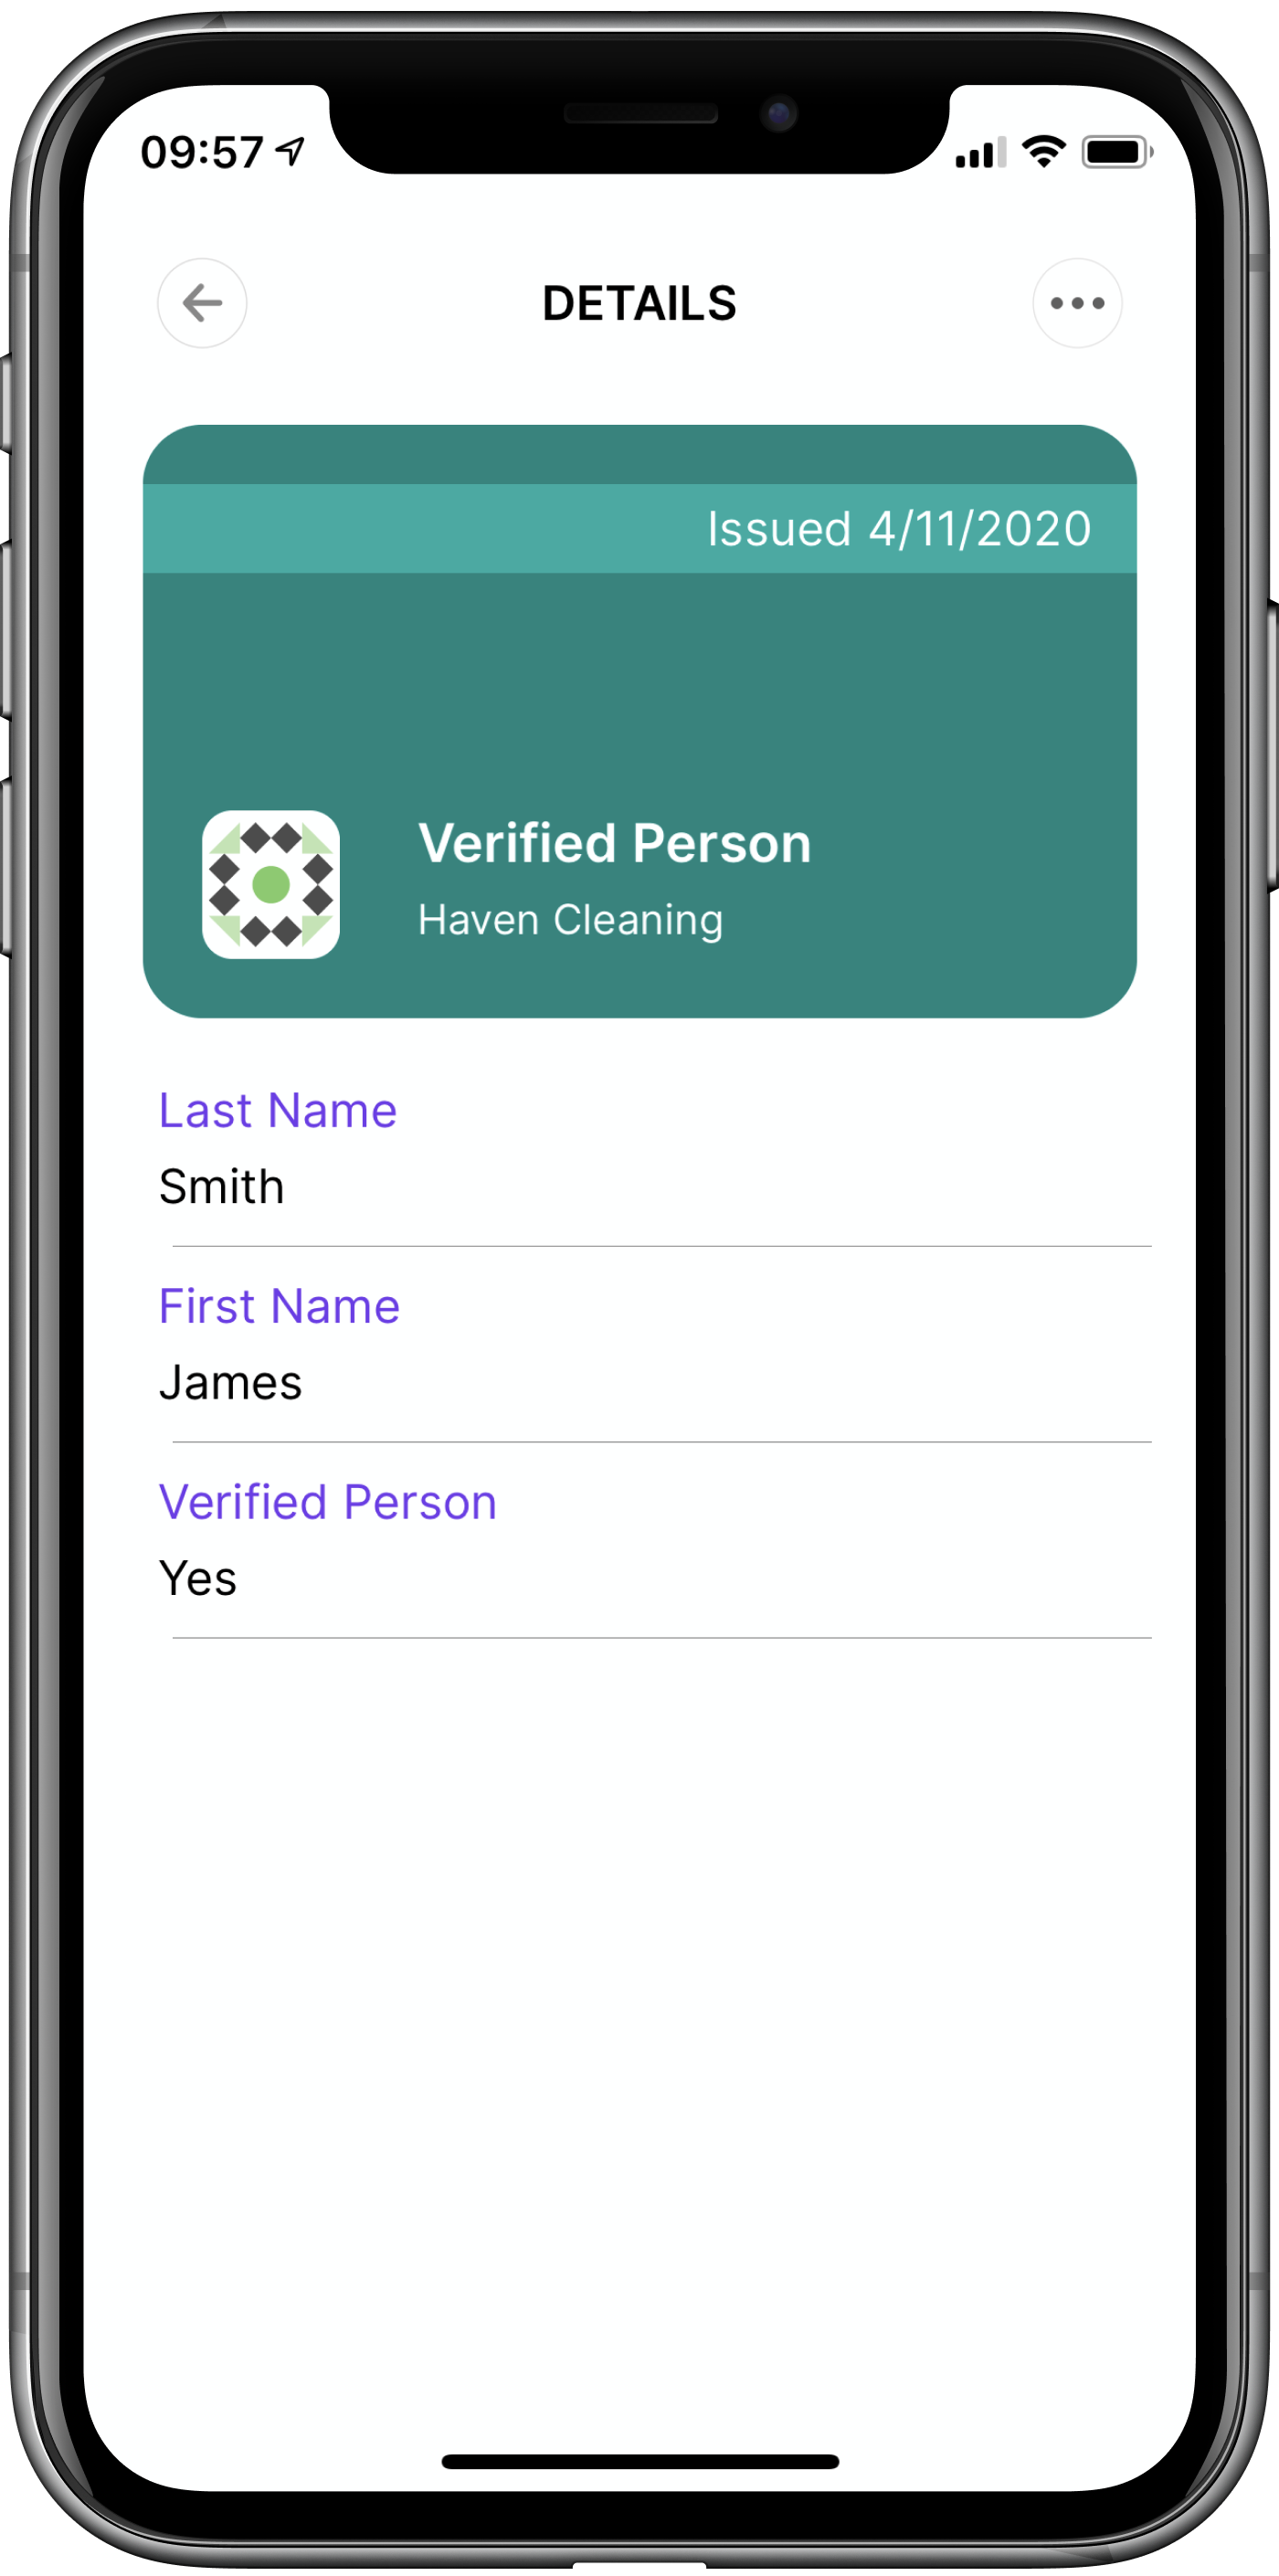 09:57
DETAILS
Issued 4/11/2020
Verified Person
Haven Cleaning
Last Name
Smith
First Name
James
Verified Person
Yes